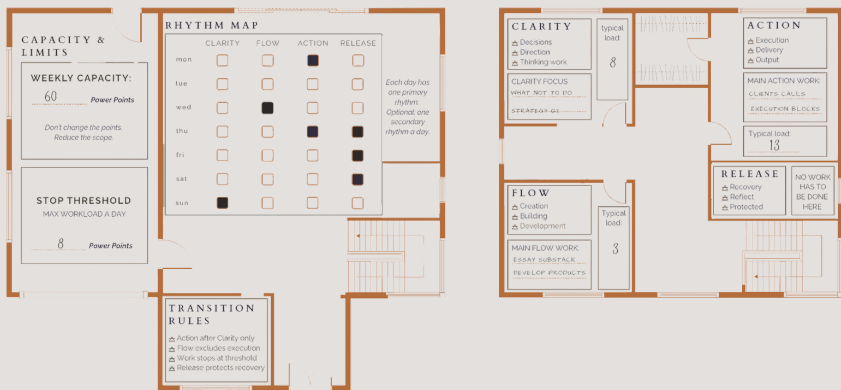 CAPACITY &
LIMITS
WEEKLY CAPACITY:
60 Power Points
Don't change the points.
Reduce the scope.
STOP THRESHOLD
MAX WORKLOAD A DAY
8 Power Points
RHYTHM MAP
CLARITY FLOW ACTION RELEASE
mon
tue
wed
thu
fri
sat
sun
Each day has
one primary
rhythm.
Optional, one
secondary
rhythm a day.
TRANSITION
RULES
Action after Clarity only
Flow excludes execution
Work stops at threshold
Release protects recovery
CLARITY
Decisions
Direction
Thinking work
typical
load:
8
CLARITY FOCUS
WHAT NOT TO DO
STRATEGY Q1
FLOW
Creation
Building
Development
Typical
load:
3
MAIN FLOW WORK:
ESSAY SUBSTACK
DEVELOP PRODUCTS
ACTION
Execution
Delivery
Output
MAIN ACTION WORK:
CLIENTS CALLS
EXECUTION BLOCKS
Typical load:
13
RELEASE
Recovery
Reflect
Protected
NO WORK
HAS TO
BE DONE
HERE